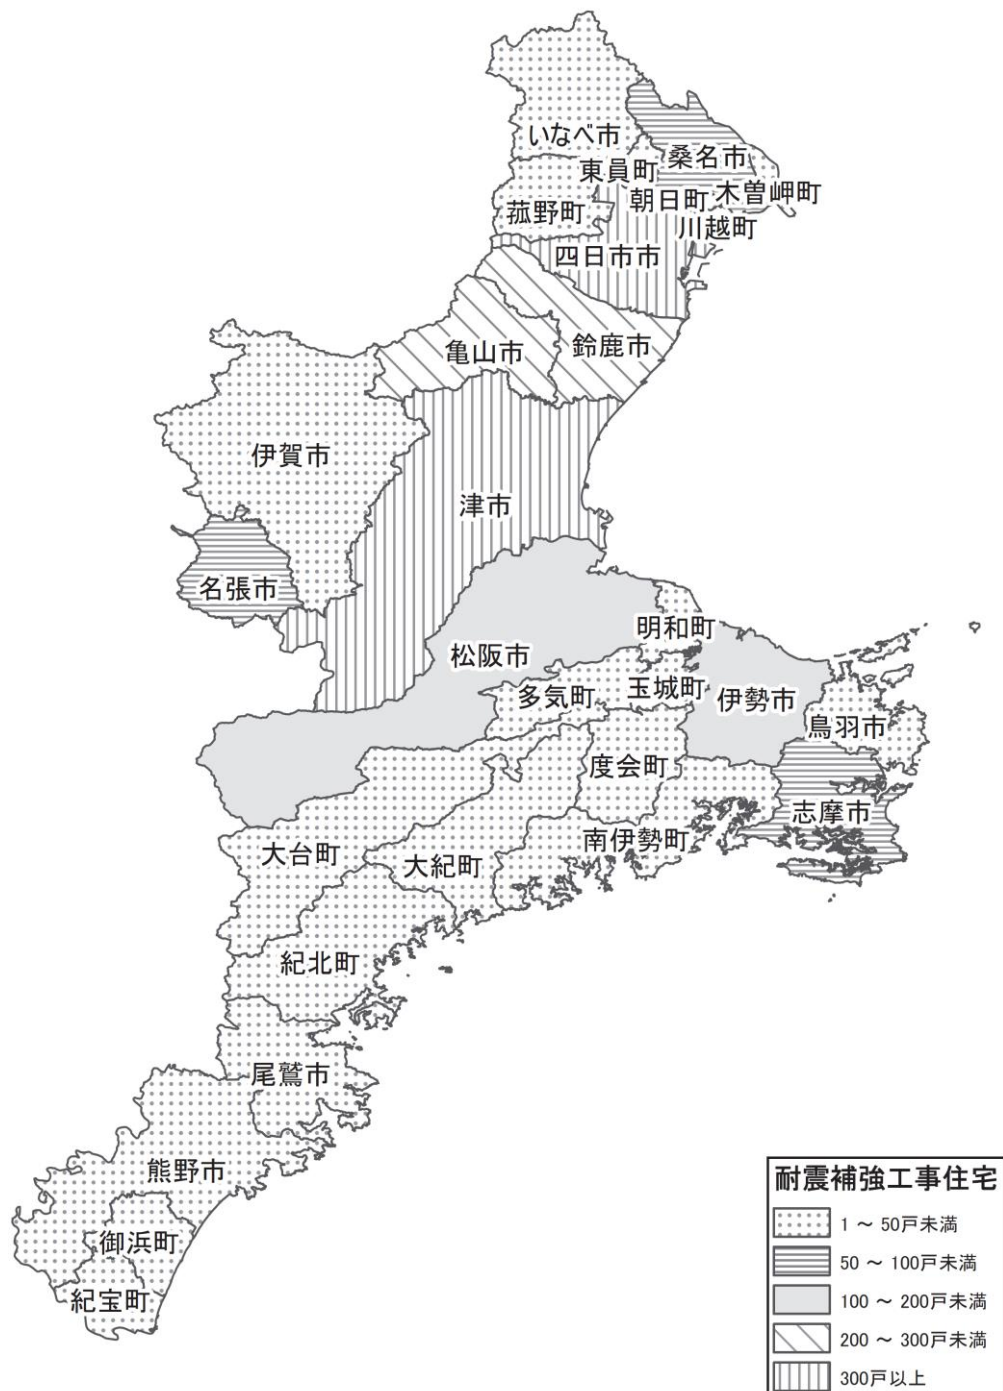 いなべ市
桑名市
東員町
木曽岬町
朝日町
菰野町
川越町
四日市市
鈴鹿市
亀山市
伊賀市
津市
名張市
明和町
松阪市
玉城町
多気町
伊勢市
鳥羽市
度会町
志摩市
南伊勢町
大台町
大紀町
紀北町
尾鷲市
熊野市
御浜町
紀宝町
耐震補強工事住宅
1 ～ 50戸未満
50 ～ 100戸未満
100 ～ 200戸未満
200 ～ 300戸未満
300戸以上